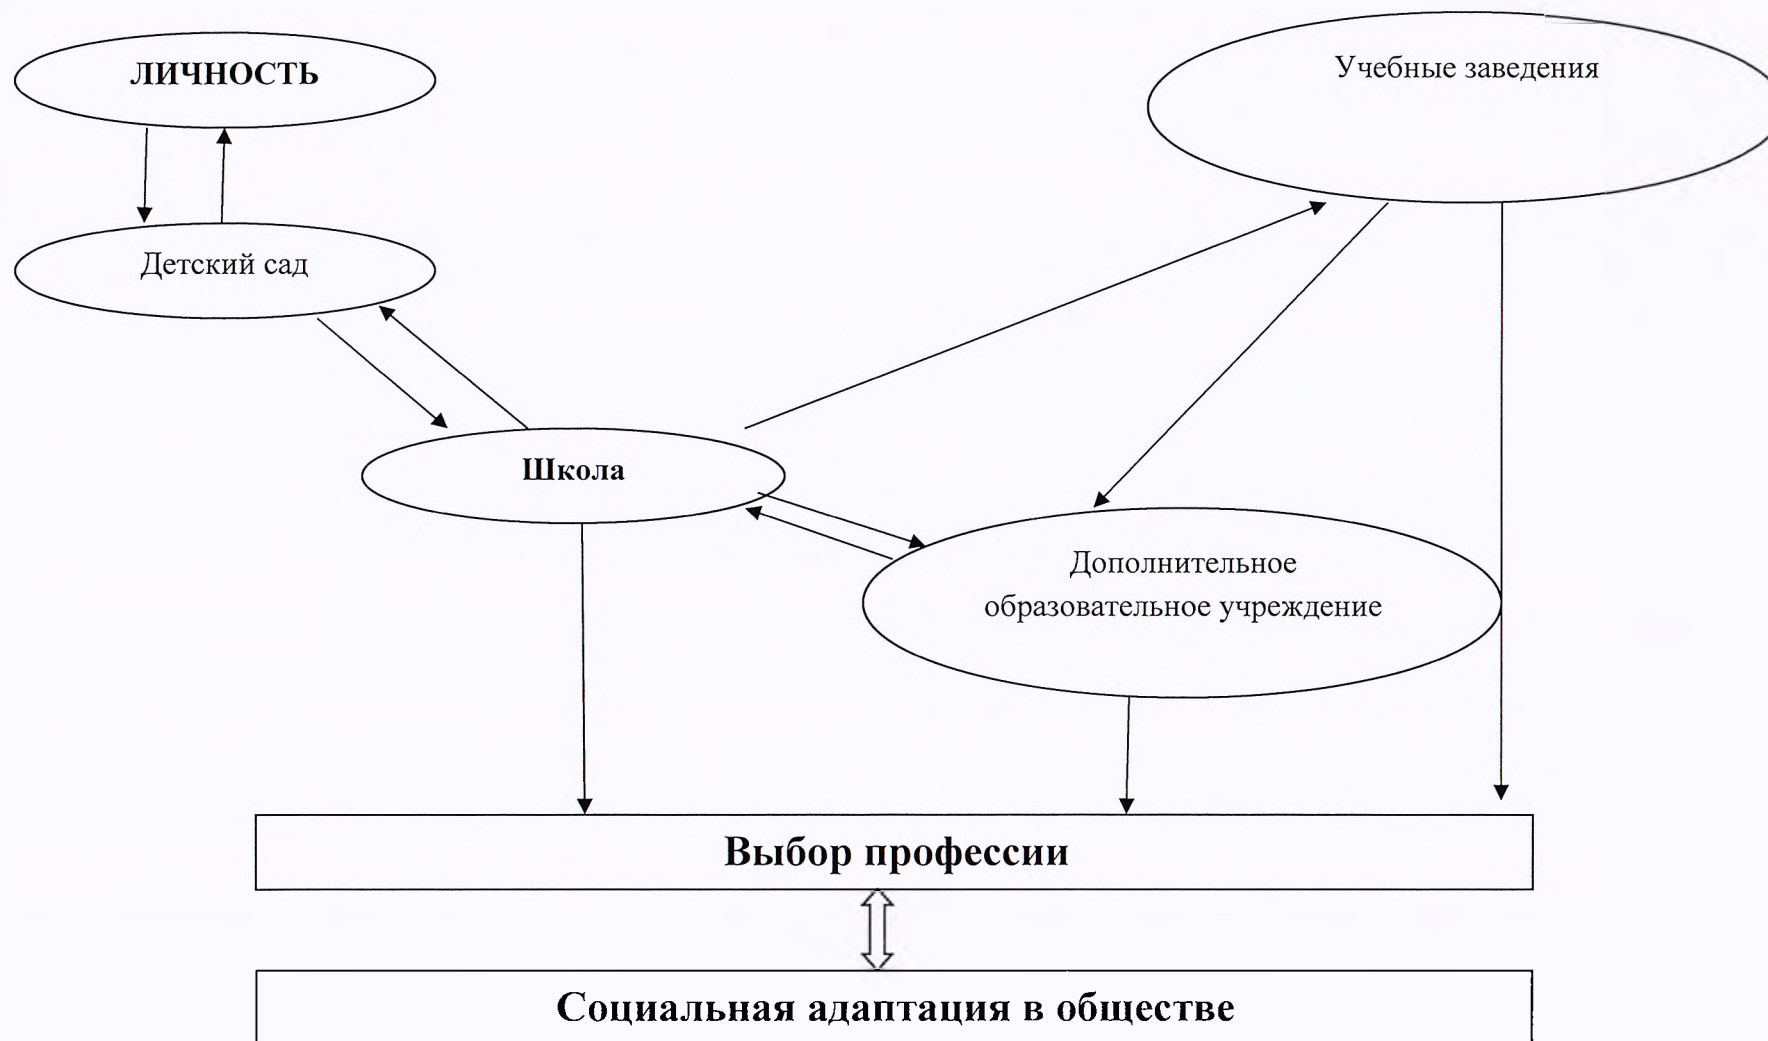 ЛИЧНОСТЬ
Учебные заведения
Детский сад
Школа
Дополнительное
образовательное учреждение
Выбор профессии
Социальная адаптация в обществе